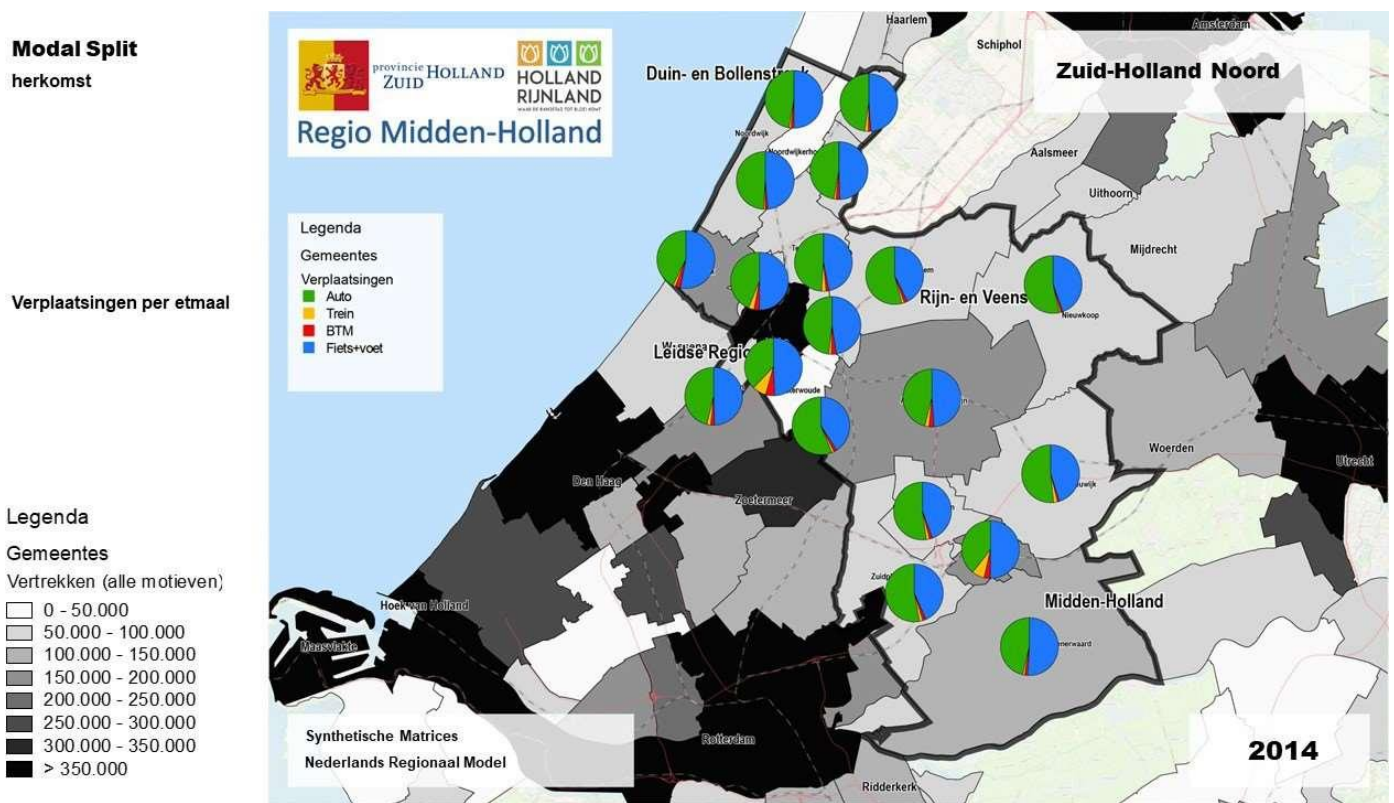 Modal Split
herkomst
Verplaatsingen per etmaal
Legenda
Gemeentes
Vertrekken (alle motieven)
0 - 50.000
50.000 - 100.000
100.000 - 150.000
150.000 - 200.000
200.000 - 250.000
250.000 - 300.000
300.000 - 350.000
> 350.000
provincie
ZUID HOLLAND
HOLLAND
RIJNLAND
Regio Midden-Holland
Legenda
Gemeentes
Verplaatsingen
Auto
Trein
BTM
Fiets+voet
Zuid-Holland Noord
Haarlem
Amsterdam
Schiphol
Duin- en
Noordwijk
Aalsmeer
Uithoorn
Mijdrecht
Rijn- en
Nieuwkoop
Leidse
Woerden
Utrecht
Den Haag
Zoetermeer
Hoek van Holland
Maasvlakte
Midden-Holland
Rotterdam
Ridderkerk
Synthetische Matrices
Nederlands Regionaal Model
2014